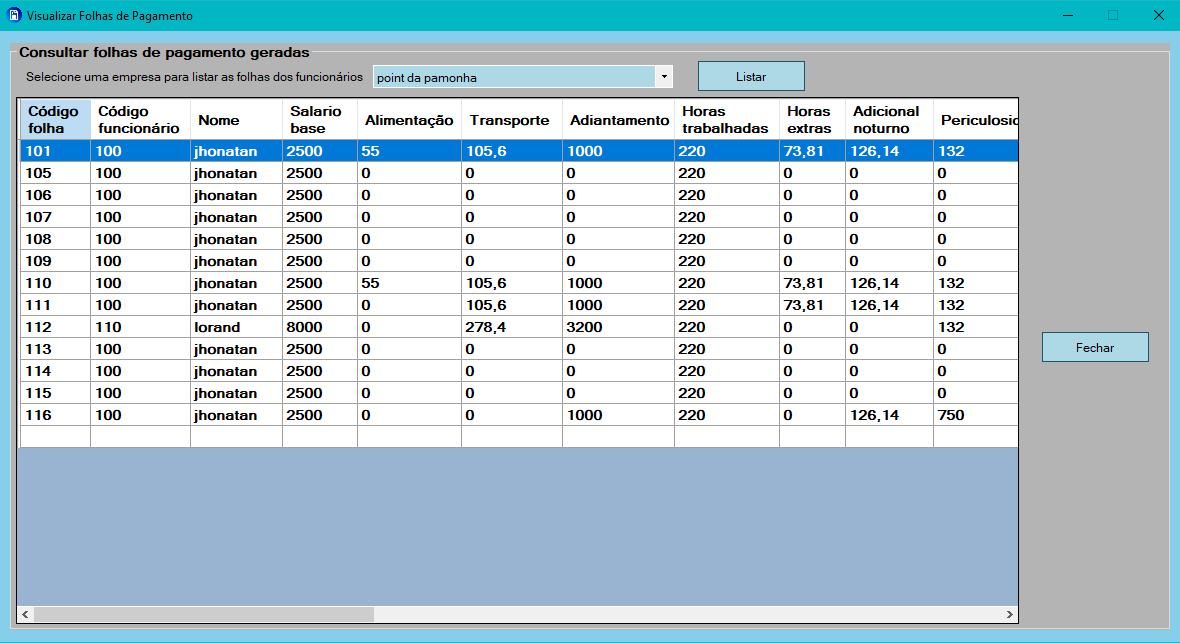 Visualizar Folhas de Pagamento
Consultar folhas de pagamento geradas
Selecione uma empresa para listar as folhas dos funcionários point da pamonha Listar
Código folha Código funcionário Nome Salario base Alimentação Transporte Adiantamento Horas trabalhadas Horas extras Adicional noturno Periculosic
101 100 jhonatan 2500 55 105,6 1000 220 73,81 126,14 132
105 100 jhonatan 2500 0 0 0 220 0 0 0
106 100 jhonatan 2500 0 0 0 220 0 0 0
107 100 jhonatan 2500 0 0 0 220 0 0 0
108 100 jhonatan 2500 0 0 0 220 0 0 0
109 100 jhonatan 2500 0 0 0 220 0 0 0
110 100 jhonatan 2500 55 105,6 1000 220 73,81 126,14 132
111 100 jhonatan 2500 0 105,6 1000 220 73,81 126,14 132
112 110 lorand 8000 0 278,4 3200 220 0 0 132
113 100 jhonatan 2500 0 0 0 220 0 0 0
114 100 jhonatan 2500 0 0 0 220 0 0 0
115 100 jhonatan 2500 0 0 0 220 0 0 0
116 100 jhonatan 2500 0 0 1000 220 0 126,14 750
Fechar